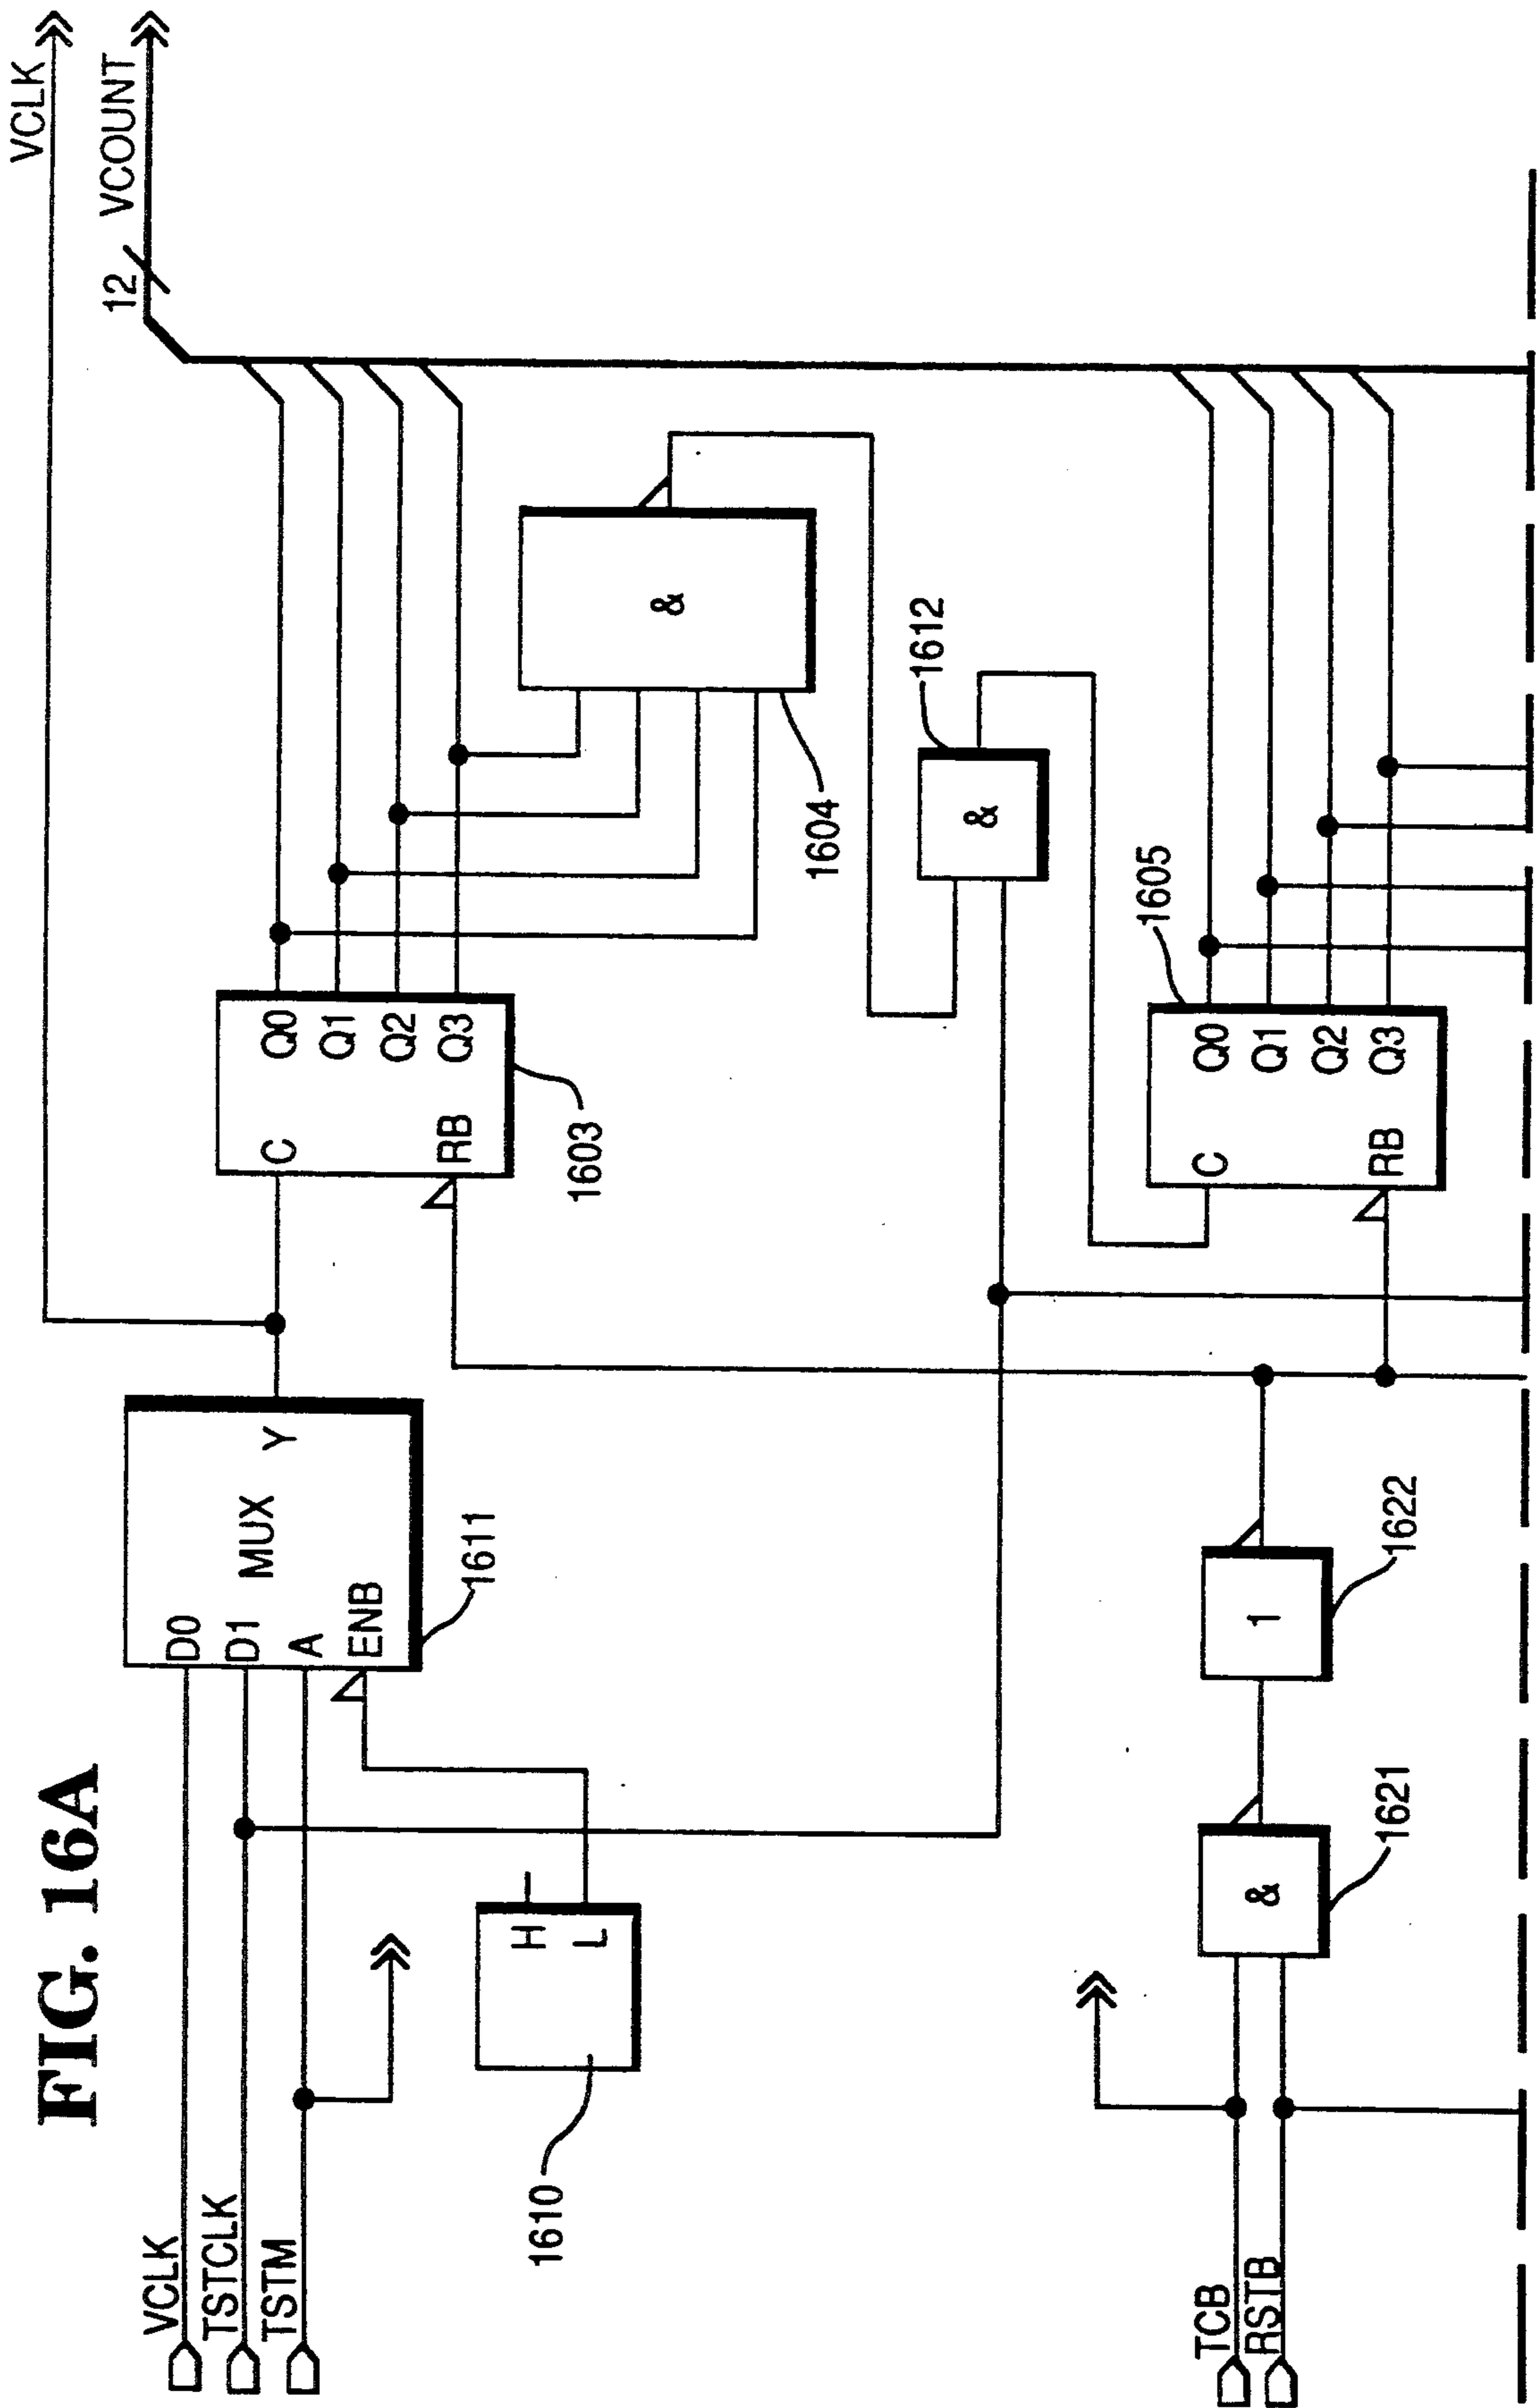 FIG. 16A
VCLK
VCOUNT
12
VCLK
TSTCLK
TSTM
D0
D1
A
ENB
MUX
Y
1611
H
L
1610
C
RB
Q0
Q1
Q2
Q3
1603
&
1604
&
1612
TCB
RSTB
&
1621
1
1622
C
RB
Q0
Q1
Q2
Q3
1605